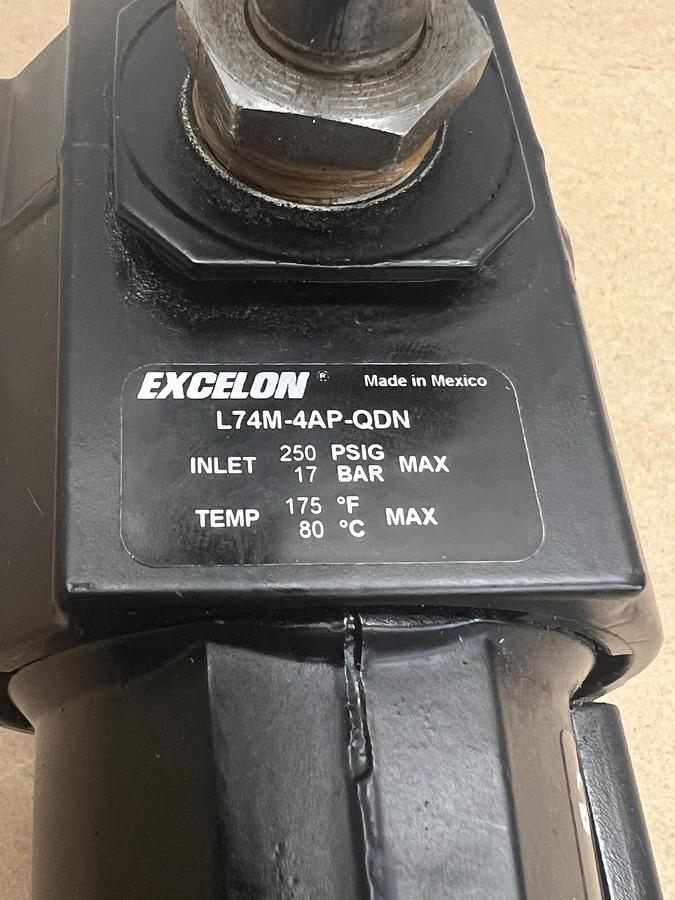 EXCELON® Made in Mexico
L74M-4AP-QDN
INLET 250 PSIG MAX
17 BAR
TEMP 175 °F MAX
80 °C